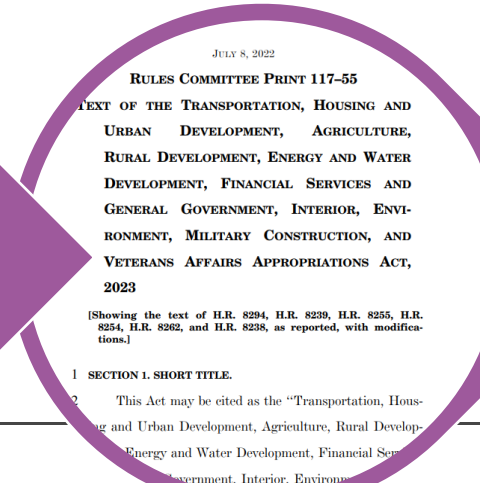 JULY 8, 2022
RULES COMMITTEE PRINT 117–55
TEXT OF THE TRANSPORTATION, HOUSING AND
URBAN DEVELOPMENT, AGRICULTURE,
RURAL DEVELOPMENT, ENERGY AND WATER
DEVELOPMENT, FINANCIAL SERVICES AND
GENERAL GOVERNMENT, INTERIOR, ENVI-
RONMENT, MILITARY CONSTRUCTION, AND
VETERANS AFFAIRS APPROPRIATIONS ACT,
2023
[Showing the text of H.R. 8294, H.R. 8239, H.R. 8255, H.R.
8254, H.R. 8262, and H.R. 8238, as reported, with modifica-
tions.]
1 SECTION 1. SHORT TITLE.
2 This Act may be cited as the “Transportation, Hous-
and Urban Development, Agriculture, Rural Develop-
Energy and Water Development, Financial
Interior,